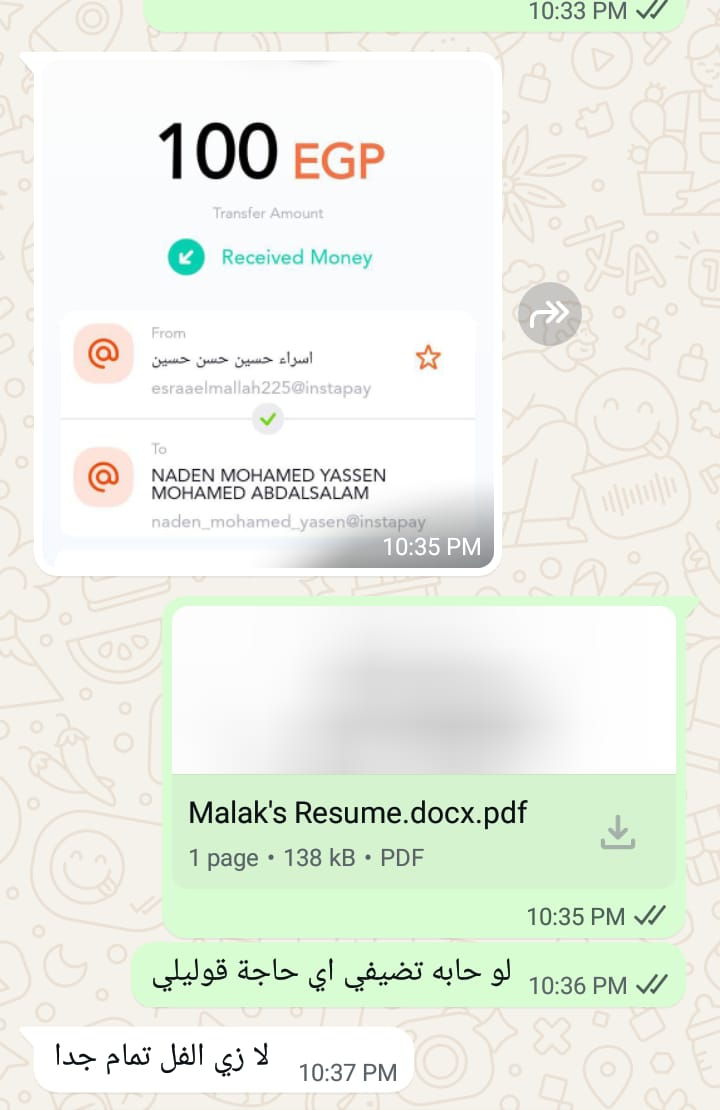 10:33 PM
100 EGP
Transfer Amount
Received Money
From
اسراء حسين حسن حسين
esraaelmallah225@instapay
To
NADEN MOHAMED YASSEN
MOHAMED ABDALSALAM
naden_mohamed_yasen@instapay
10:35 PM
Malak's Resume.docx.pdf
1 page • 138 kB • PDF
10:35 PM
لو حابه تضيفي اي حاجة قوليلي
10:36 PM
لا زي الفل تمام جدا
10:37 PM